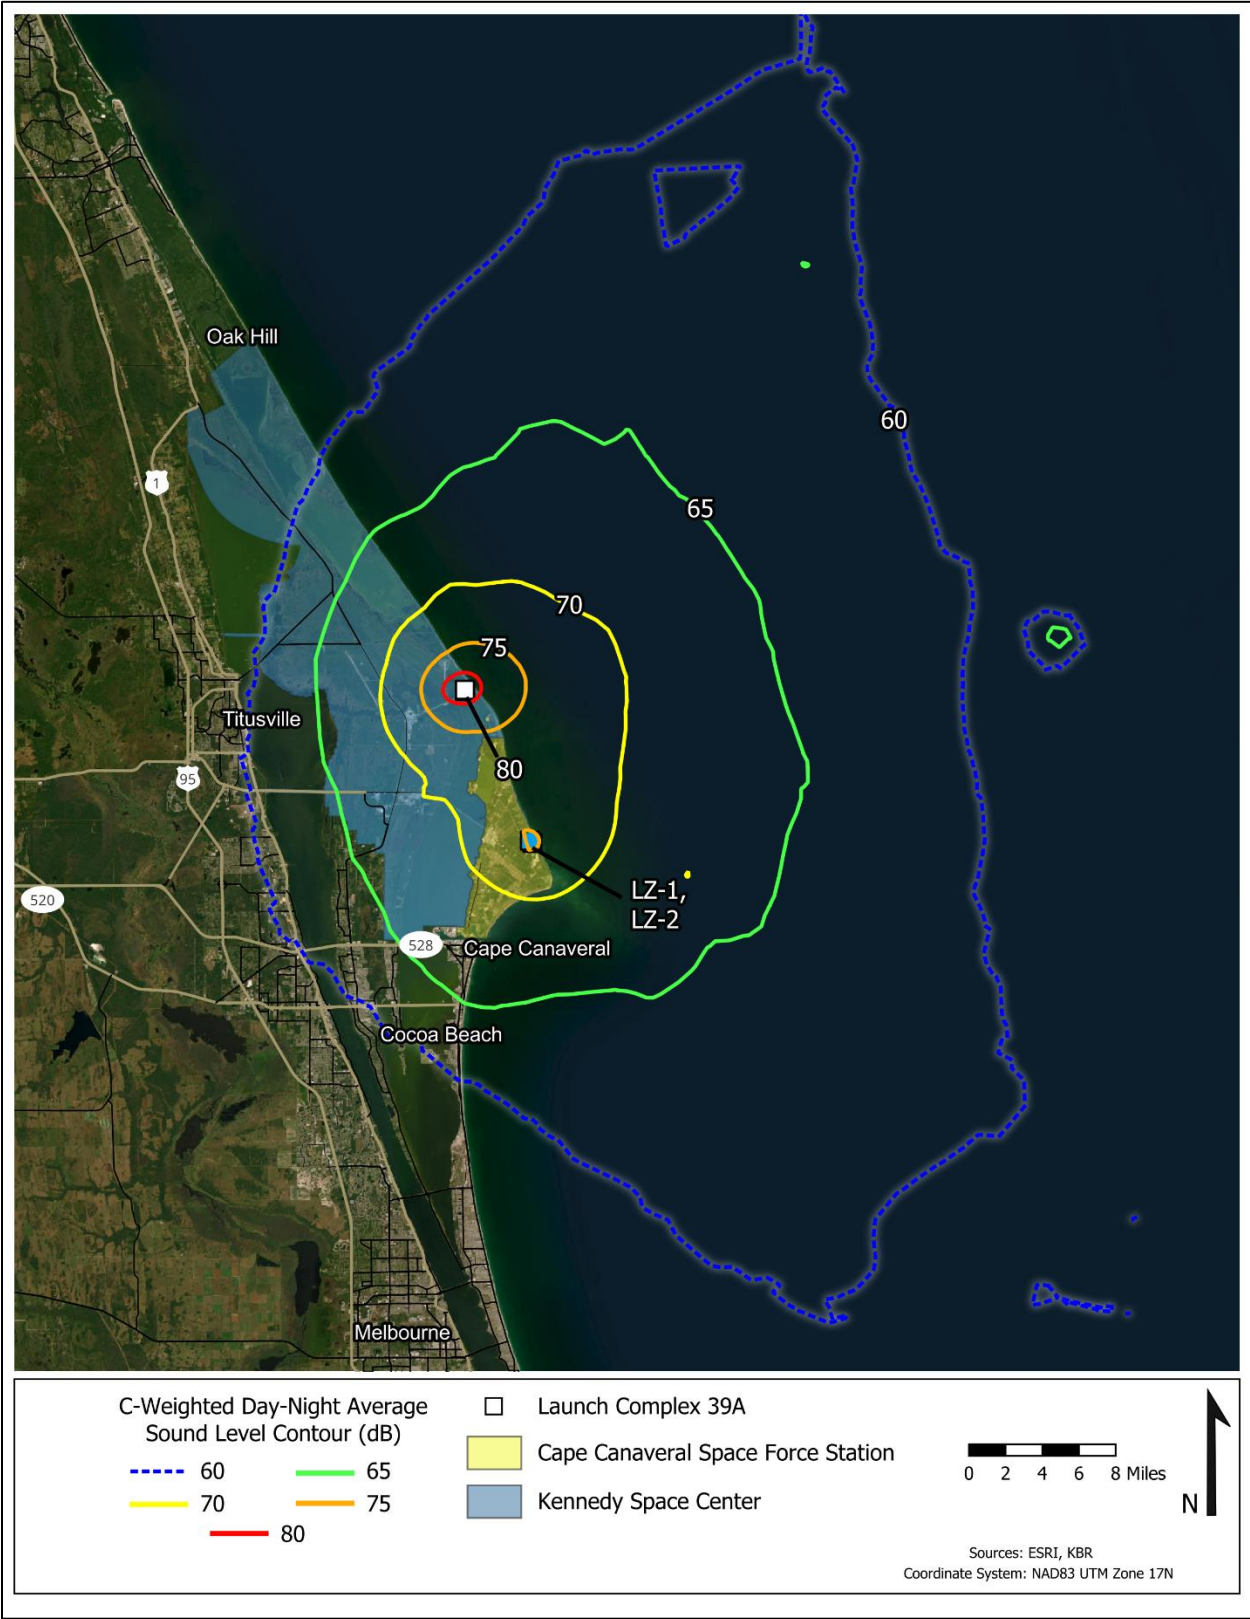 Oak Hill
60
1
65
70
75
Titusville
80
95
LZ-1,
LZ-2
520
528
Cape Canaveral
Cocoa Beach
Melbourne
C-Weighted Day-Night Average
Sound Level Contour (dB)
60
65
70
75
80
Launch Complex 39A
Cape Canaveral Space Force Station
Kennedy Space Center
0 2 4 6 8 Miles
N
Sources: ESRI, KBR
Coordinate System: NAD83 UTM Zone 17N